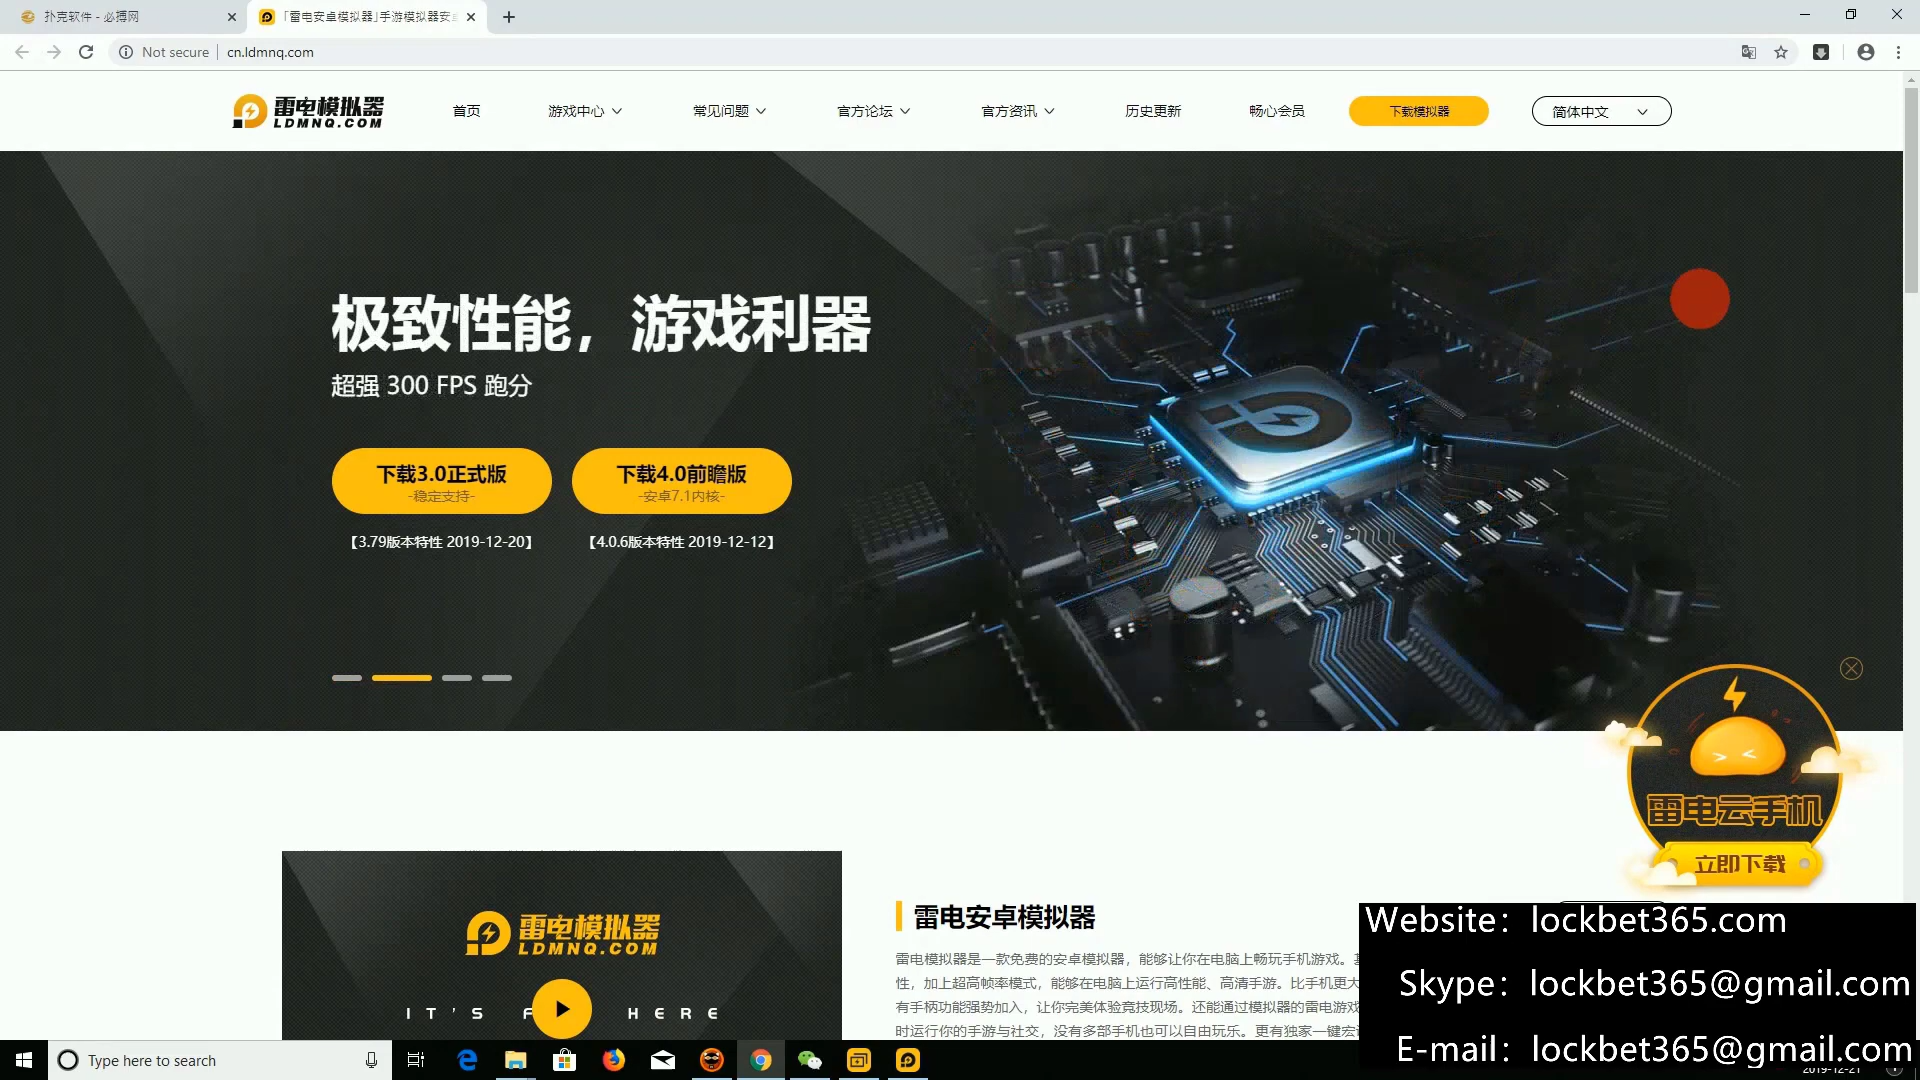 扑克软件 - 必搏网
「雷电安卓模拟器」手游模拟器安
Not secure
cn.ldmnq.com
雷电模拟器
LDMNQ.COM
首页
游戏中心
常见问题
官方论坛
官方资讯
历史更新
畅心会员
下载模拟器
简体中文
极致性能，游戏利器
超强 300 FPS 跑分
下载3.0正式版
-稳定支持-
下载4.0前瞻版
-安卓7.1内核-
【3.79版本特性 2019-12-20】
【4.0.6版本特性 2019-12-12】
雷电云手机
立即下载
雷电模拟器
LDMNQ.COM
IT'S F HERE
雷电安卓模拟器
雷电模拟器是一款免费的安卓模拟器，能够让你在电脑上畅玩手机游戏。
性，加上超高帧率模式，能够在电脑上运行高性能、高清手游。比手机更大
有手柄功能强势加入，让你完美体验竞技现场。还能通过模拟器的雷电游戏
时运行你的手游与社交，没有多部手机也可以自由玩乐。更有独家一键宏
Website：lockbet365.com
Skype：lockbet365@gmail.com
E-mail：lockbet365@gmail.com
Type here to search
2019-12-21